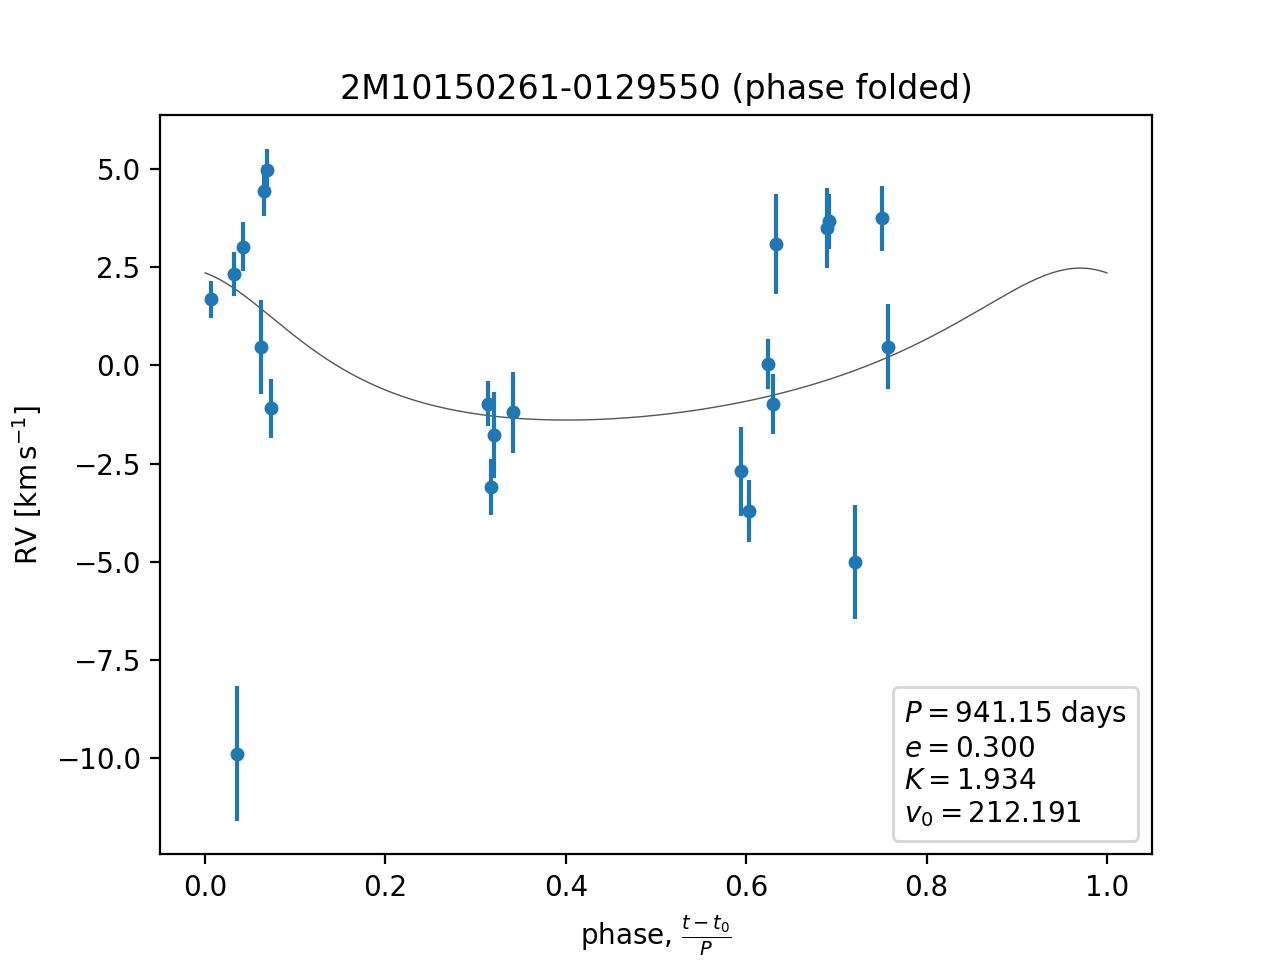 2M10150261-0129550 (phase folded)
RV [km s⁻¹]
5.0
2.5
0.0
−2.5
−5.0
−7.5
−10.0
P = 941.15 days
e = 0.300
K = 1.934
v₀ = 212.191
0.0 0.2 0.4 0.6 0.8 1.0
phase, (t − t₀)/P